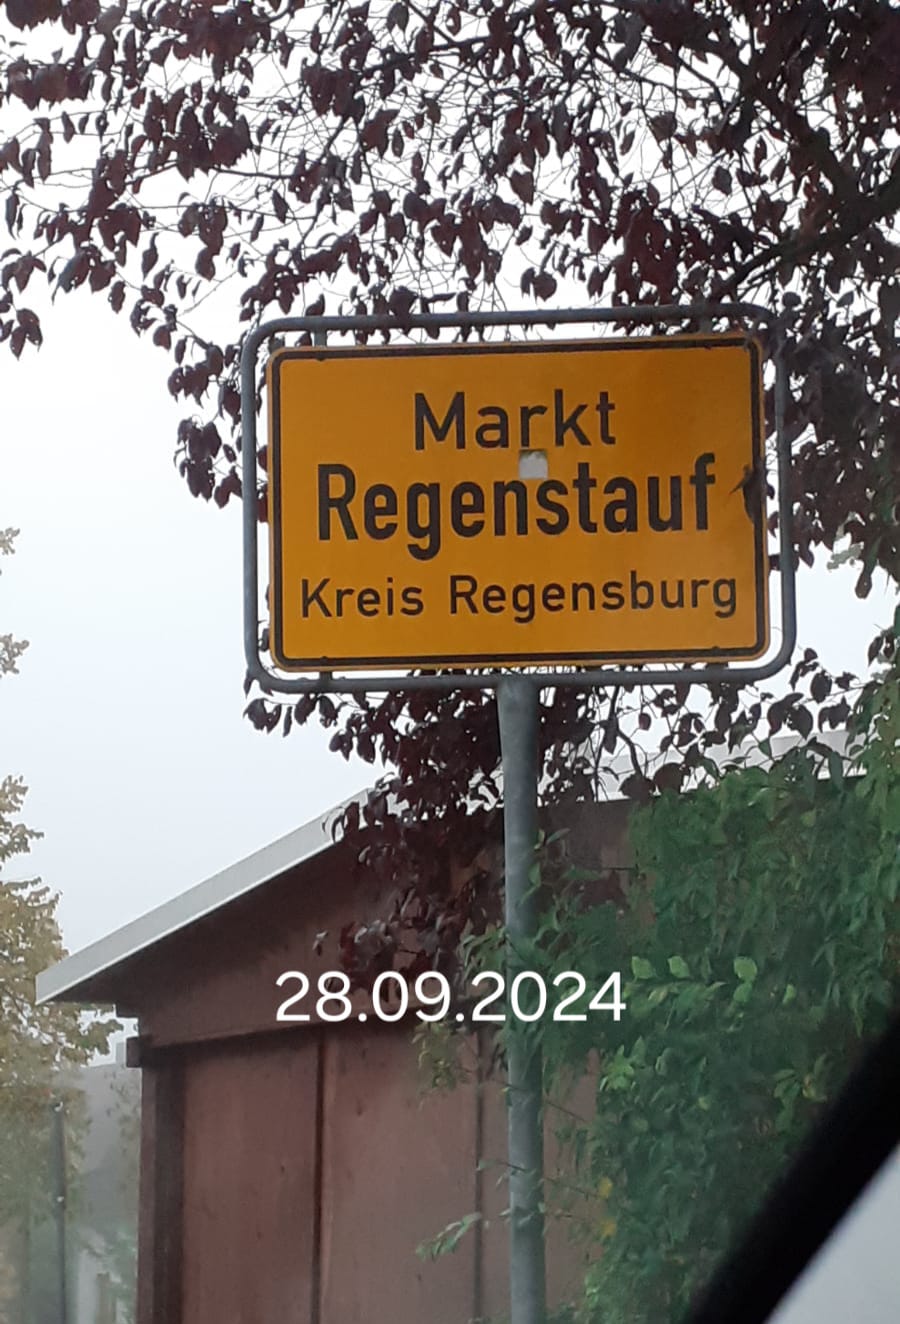 Markt
Regenstauf
Kreis Regensburg
28.09.2024